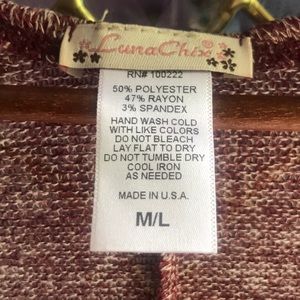 LunaChix
RN# 100222
50% POLYESTER
47% RAYON
3% SPANDEX
HAND WASH COLD
WITH LIKE COLORS
DO NOT BLEACH
LAY FLAT TO DRY
DO NOT TUMBLE DRY
COOL IRON
AS NEEDED
MADE IN U.S.A.
M/L